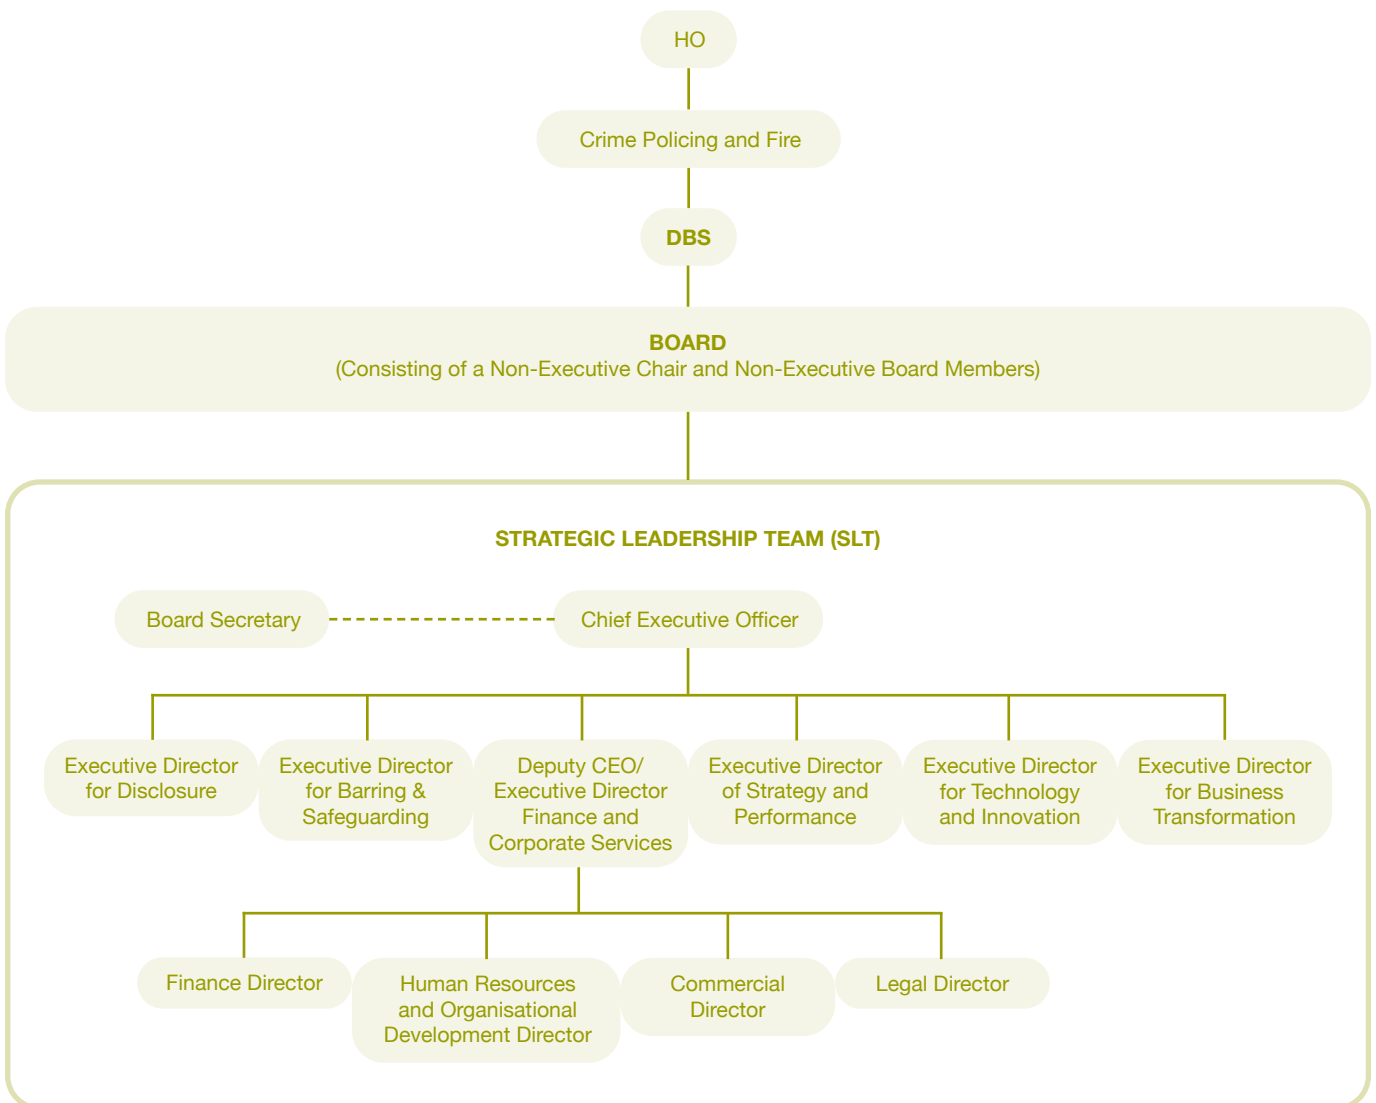 HO
Crime Policing and Fire
DBS
BOARD
(Consisting of a Non-Executive Chair and Non-Executive Board Members)
STRATEGIC LEADERSHIP TEAM (SLT)
Board Secretary
Chief Executive Officer
Executive Director
for Disclosure
Executive Director
for Barring &
Safeguarding
Deputy CEO/
Executive Director
Finance and
Corporate Services
Executive Director
of Strategy and
Performance
Executive Director
for Technology
and Innovation
Executive Director
for Business
Transformation
Finance Director
Human Resources
and Organisational
Development Director
Commercial
Director
Legal Director